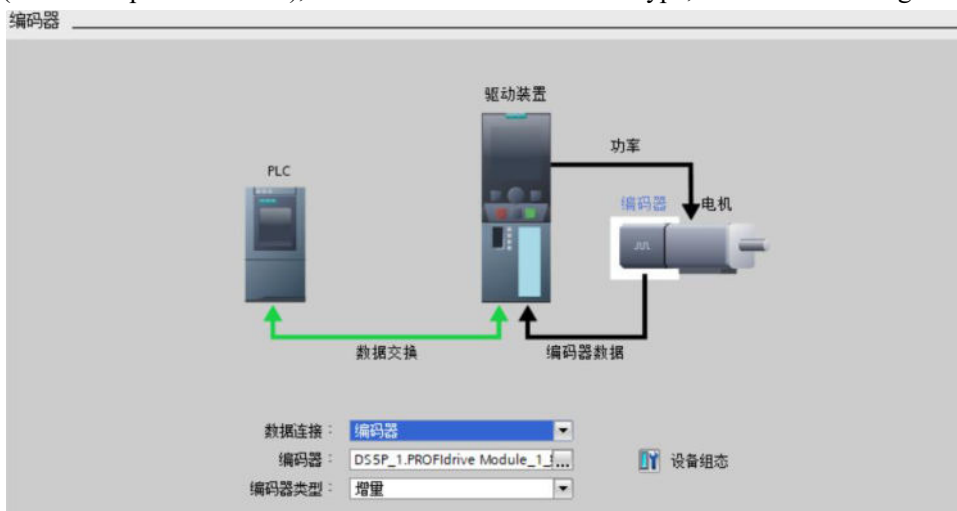 编码器
驱动装置
功率
PLC
编码器
电机
数据交换
编码器数据
数据连接：
编码器
编码器：
DS5P_1.PROFIdrive Module_1_
...
设备组态
编码器类型：
增量